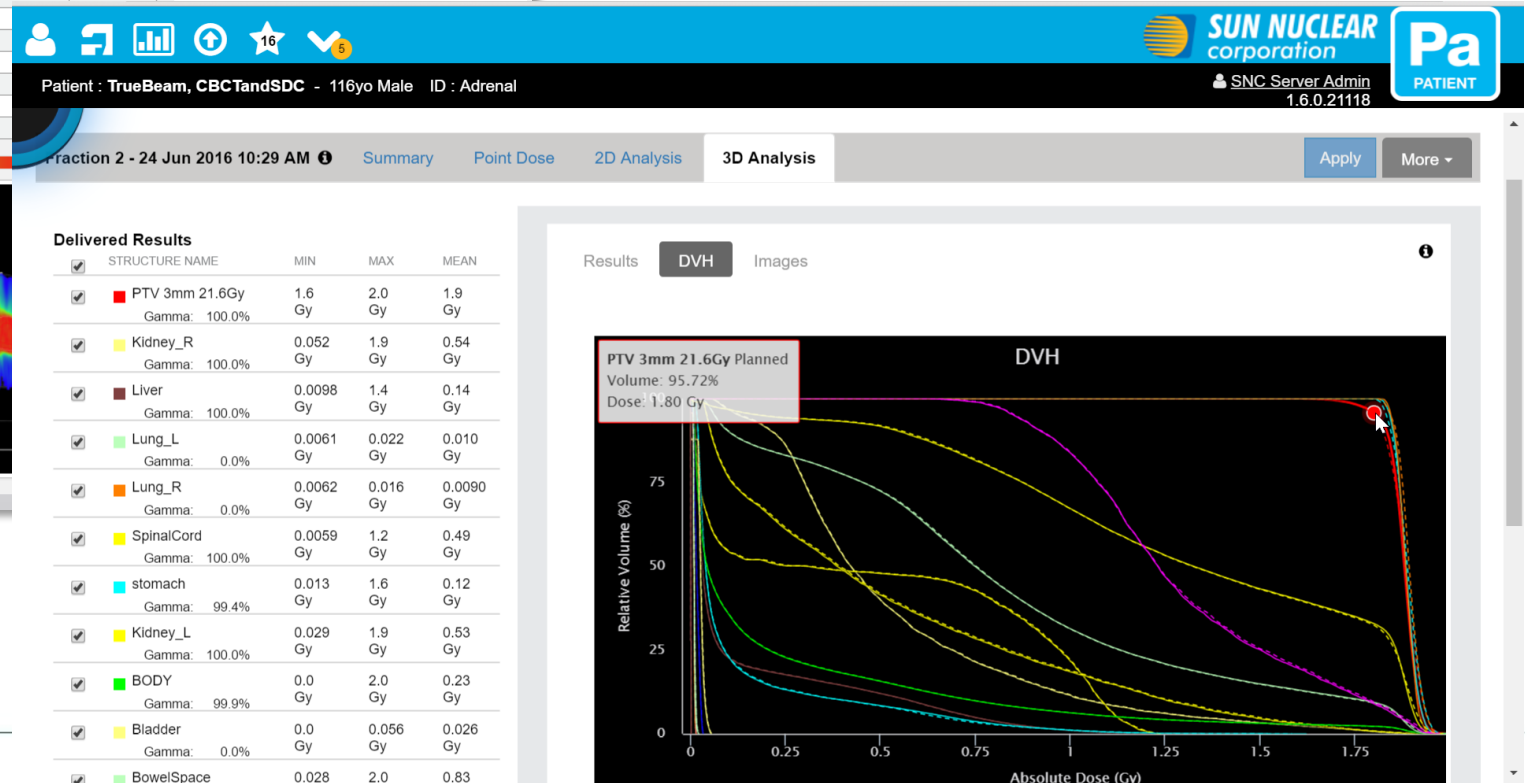 16
5
SUN NUCLEAR
corporation
Pa
PATIENT
Patient : TrueBeam, CBCTandSDC - 116yo Male ID : Adrenal
SNC Server Admin
1.6.0.21118
Fraction 2 - 24 Jun 2016 10:29 AM
Summary
Point Dose
2D Analysis
3D Analysis
Apply
More
Delivered Results
STRUCTURE NAME MIN MAX MEAN
PTV 3mm 21.6Gy 1.6 Gy 2.0 Gy 1.9 Gy
Gamma: 100.0%
Kidney_R 0.052 Gy 1.9 Gy 0.54 Gy
Gamma: 100.0%
Liver 0.0098 Gy 1.4 Gy 0.14 Gy
Gamma: 100.0%
Lung_L 0.0061 Gy 0.022 Gy 0.010 Gy
Gamma: 0.0%
Lung_R 0.0062 Gy 0.016 Gy 0.0090 Gy
Gamma: 0.0%
SpinalCord 0.0059 Gy 1.2 Gy 0.49 Gy
Gamma: 100.0%
stomach 0.013 Gy 1.6 Gy 0.12 Gy
Gamma: 99.4%
Kidney_L 0.029 Gy 1.9 Gy 0.53 Gy
Gamma: 100.0%
BODY 0.0 Gy 2.0 Gy 0.23 Gy
Gamma: 99.9%
Bladder 0.0 Gy 0.056 Gy 0.026 Gy
Gamma: 0.0%
BowelSpace 0.028 2.0 0.83
Results
DVH
Images
DVH
PTV 3mm 21.6Gy Planned
Volume: 95.72%
Dose: 1.80 Gy
Relative Volume (%)
75
50
25
0
0 0.25 0.5 0.75 1 1.25 1.5 1.75
Absolute Dose (Gy)